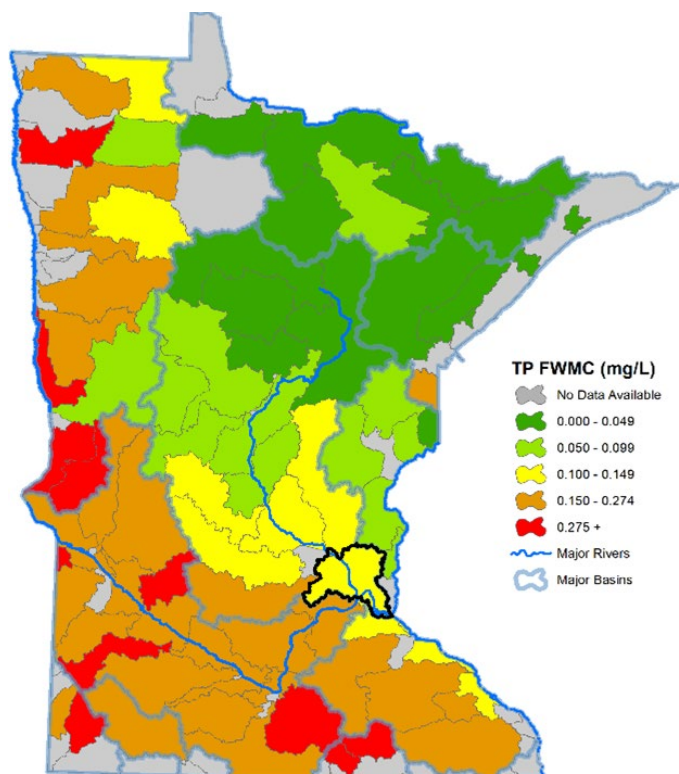 TP FWMC (mg/L)
No Data Available
0.000 - 0.049
0.050 - 0.099
0.100 - 0.149
0.150 - 0.274
0.275 +
Major Rivers
Major Basins